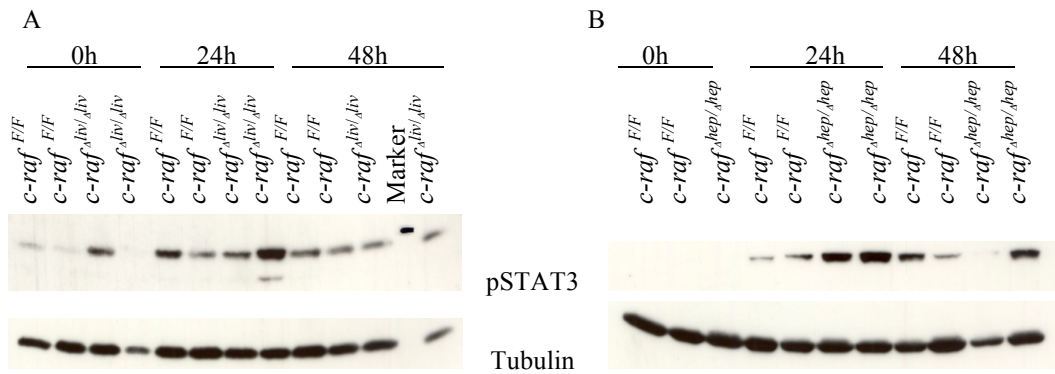 A
0h
24h
48h
c-raf F/F
c-raf F/F
c-raf Δliv/Δliv
c-raf Δliv/Δliv
c-raf F/F
c-raf F/F
c-raf Δliv/Δliv
c-raf Δliv/Δliv
c-raf F/F
c-raf F/F
c-raf Δliv/Δliv
Marker
c-raf Δliv/Δliv
pSTAT3
Tubulin
B
0h
24h
48h
c-raf F/F
c-raf F/F
c-raf Δhep/Δhep
c-raf F/F
c-raf F/F
c-raf Δhep/Δhep
c-raf Δhep/Δhep
c-raf F/F
c-raf F/F
c-raf Δhep/Δhep
c-raf Δhep/Δhep